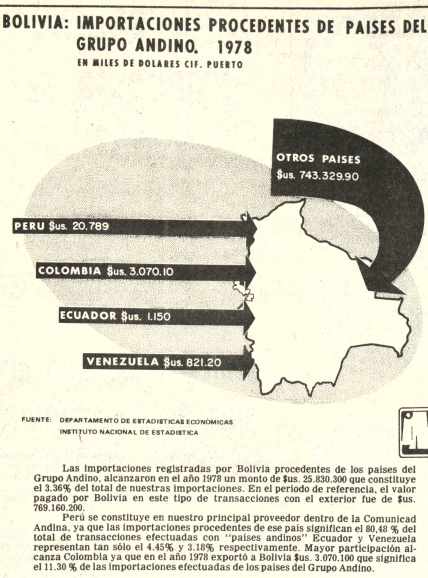 BOLIVIA: IMPORTACIONES PROCEDENTES DE PAISES DEL
GRUPO ANDINO. 1978
EN MILES DE DOLARES CIF. PUERTO
OTROS PAISES
$us. 743.329.90
PERU $us. 20.789
COLOMBIA $us. 3.070.10
ECUADOR $us. 1.150
VENEZUELA $us. 821.20
FUENTE: DEPARTAMENTO DE ESTADISTICAS ECONOMICAS
INSTITUTO NACIONAL DE ESTADISTICA
Las importaciones registradas por Bolivia procedentes de los paises del
Grupo Andino, alcanzaron en el año 1978 un monto de $us. 25.830.300 que constituye
el 3.36% del total de nuestras importaciones. En el período de referencia, el valor
pagado por Bolivia en este tipo de transacciones con el exterior fue de $us.
769.160.200.
Perú se constituye en nuestro principal proveedor dentro de la Comunicad
Andina, ya que las importaciones procedentes de ese país significan el 80,48 % del
total de transacciones efectuadas con "países andinos" Ecuador y Venezuela
representan tan sólo el 4.45% y 3.18% respectivamente. Mayor participación al-
canza Colombia ya que en el año 1978 exportó a Bolivia $us. 3.070.100 que significa
el 11.30 % de las importaciones efectuadas de los países del Grupo Andino.